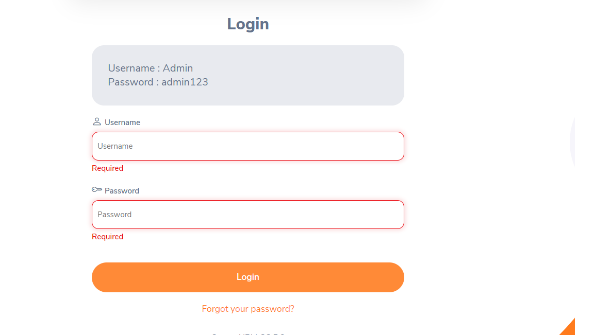 Login
Username : Admin
Password : admin123
Username
Username
Required
Password
Password
Required
Login
Forgot your password?